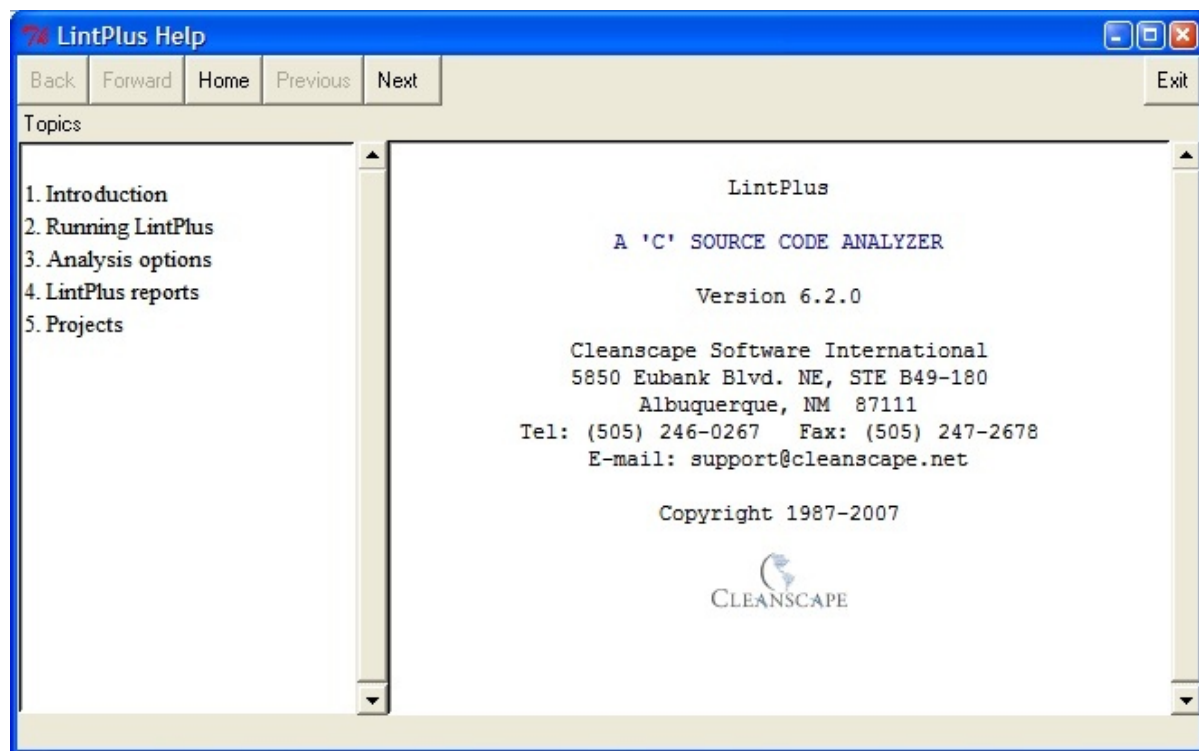 LintPlus Help
Back Forward Home Previous Next Exit
Topics
1. Introduction
2. Running LintPlus
3. Analysis options
4. LintPlus reports
5. Projects
LintPlus
A 'C' SOURCE CODE ANALYZER
Version 6.2.0
Cleanscape Software International
5850 Eubank Blvd. NE, STE B49-180
Albuquerque, NM 87111
Tel: (505) 246-0267 Fax: (505) 247-2678
E-mail: support@cleanscape.net
Copyright 1987-2007
CLEANSCAPE